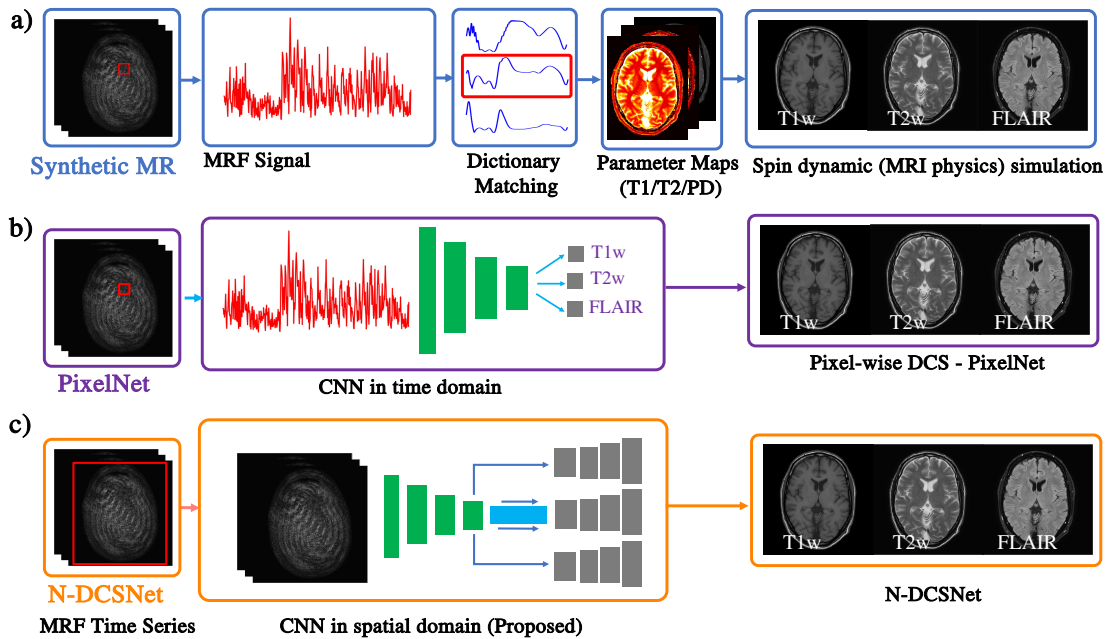 a)
T1w
T2w
FLAIR
Synthetic MR
MRF Signal
Dictionary
Matching
Parameter Maps
(T1/T2/PD)
Spin dynamic (MRI physics) simulation
b)
T1w
T2w
FLAIR
T1w
T2w
FLAIR
PixelNet
CNN in time domain
Pixel-wise DCS - PixelNet
c)
T1w
T2w
FLAIR
N-DCSNet
MRF Time Series
CNN in spatial domain (Proposed)
N-DCSNet